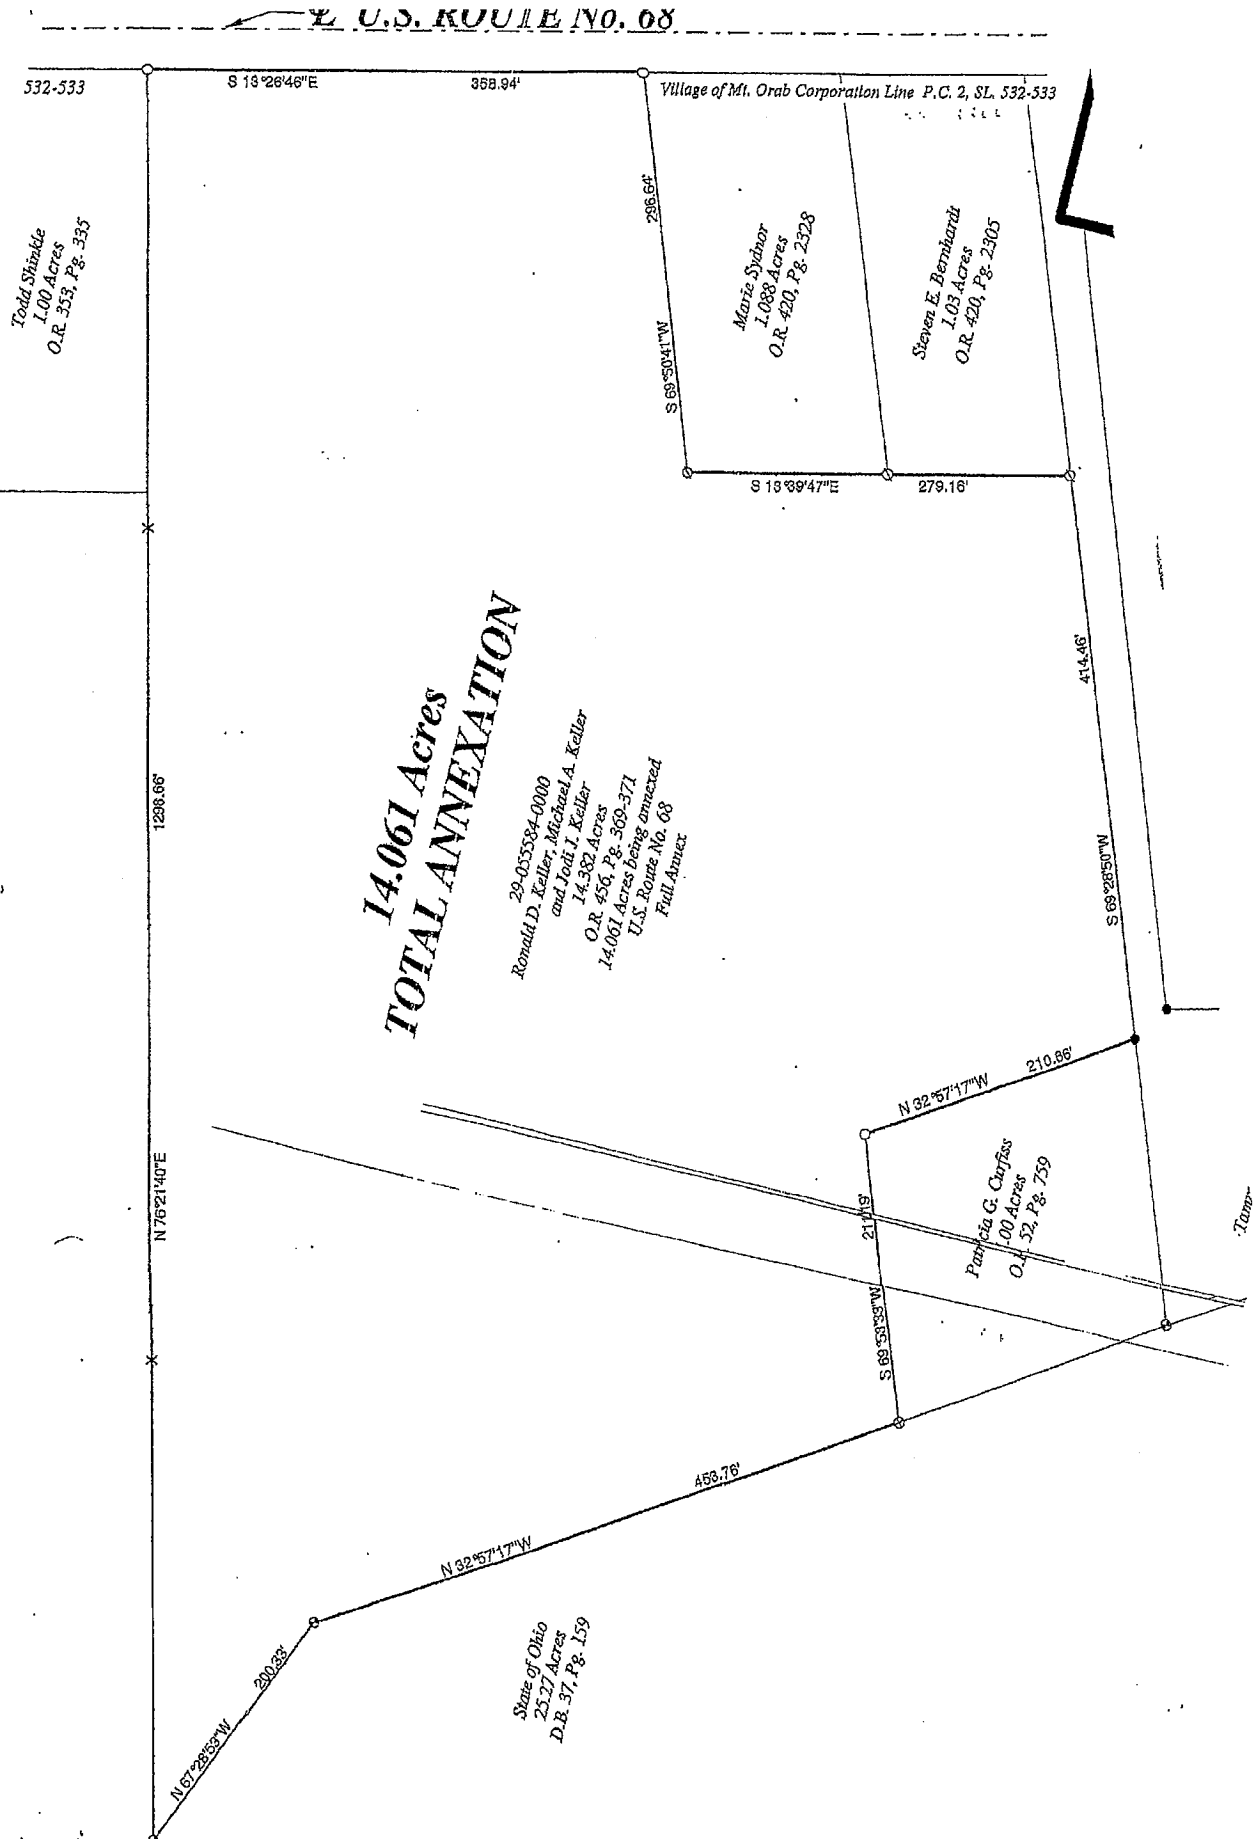 ℄ U.S. ROUTE No. 68
532-533
S 13°26'46"E
358.94'
Village of Mt. Orab Corporation Line P.C. 2, SL. 532-533
Todd Shinkle
1.00 Acres
O.R. 353, Pg. 335
296.64'
S 69°50'41"W
Marie Sydnor
1.088 Acres
O.R. 420, Pg. 2328
Steven E. Bernhardt
1.03 Acres
O.R. 420, Pg. 2305
S 13°39'47"E
279.16'
414.46'
S 69°28'50"W
14.061 Acres
TOTAL ANNEXATION
29-055584-0000
Ronald D. Keller, Michael A. Keller
and Jodi J. Keller
14.382 Acres
O.R. 456, Pg. 369-371
14.061 Acres being annexed
U.S. Route No. 68
Full Annex
1298.66'
N 76°21'40"E
N 32°57'17"W
210.86'
211.19'
S 69°53'33"W
Patricia G. Curfiss
.00 Acres
52, Pg. 759
453.76'
N 32°57'17"W
200.33'
N 67°28'53"W
State of Ohio
25.27 Acres
D.B. 37, Pg. 159